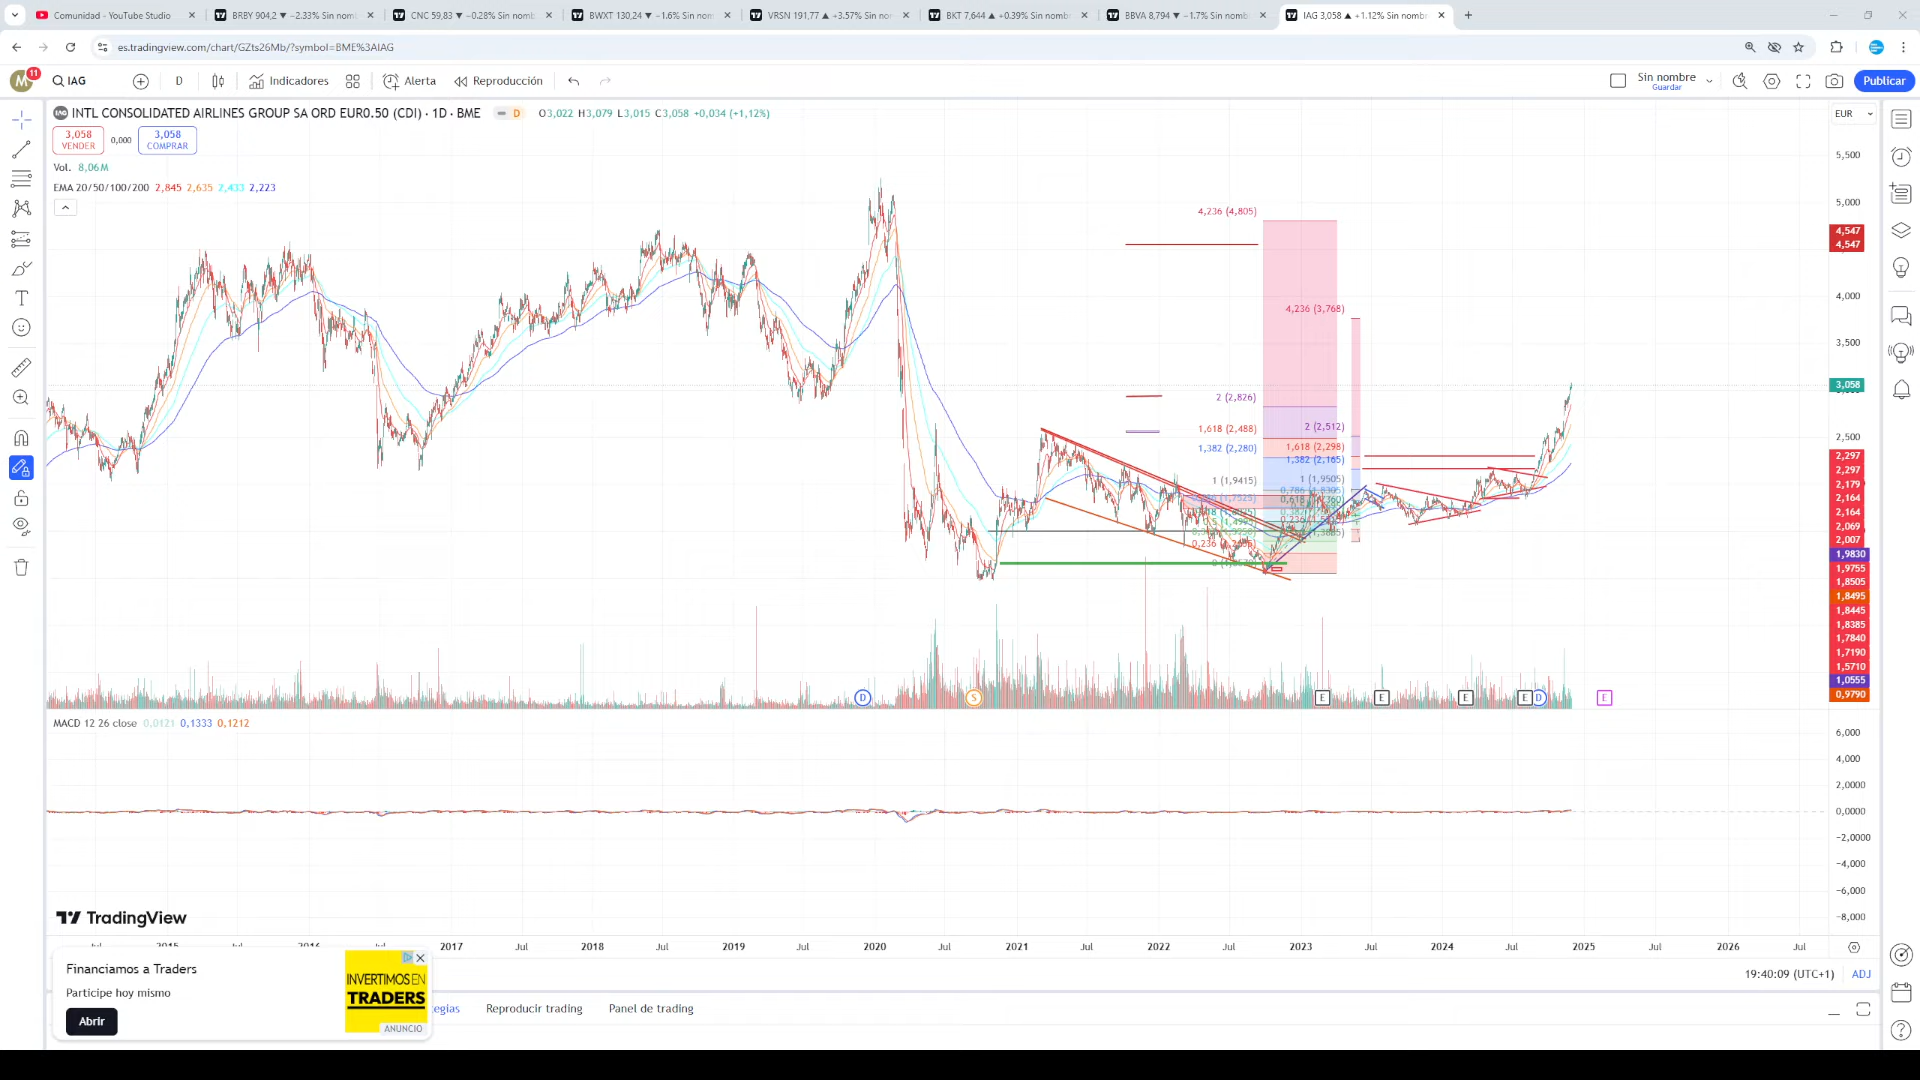 Comunidad - YouTube Studio
BRBY 904,2 ▼ −2.33% Sin nomb
CNC 59,83 ▼ −0.28% Sin nomb
BWXT 130,24 ▼ −1.6% Sin nomb
VRSN 191,77 ▲ +3.57% Sin nom
BKT 7,644 ▲ +0.39% Sin nomb
BBVA 8,794 ▼ −1.7% Sin nomb
IAG 3,058 ▲ +1.12% Sin nomb
es.tradingview.com/chart/GZts26Mb/?symbol=BME%3AIAG
M
11
IAG
D
Indicadores
Alerta
Reproducción
Sin nombre
Guardar
Publicar
INTL CONSOLIDATED AIRLINES GROUP SA ORD EUR0.50 (CDI) · 1D · BME
D
O3,022 H3,079 L3,015 C3,058 +0,034 (+1,12%)
EUR
3,058
VENDER
0,000
3,058
COMPRAR
Vol. 8,06 M
EMA 20/50/100/200 2,845 2,635 2,433 2,223
4,236 (4,805)
4,236 (3,768)
2 (2,826)
1,618 (2,488)
1,382 (2,280)
1 (1,9415)
2 (2,512)
1,618 (2,298)
1,382 (2,165)
1 (1,9505)
5,500
5,000
4,547
4,547
4,000
3,500
3,058
2,500
2,297
2,297
2,179
2,164
2,164
2,069
2,007
1,9830
1,9755
1,8505
1,8495
1,8445
1,8385
1,7840
1,7190
1,5710
1,0555
0,9790
D
S
E
E
E
E
D
E
MACD 12 26 close 0,0121 0,1333 0,1212
6,000
4,000
2,0000
0,0000
−2,0000
−4,000
−6,000
−8,000
TradingView
2015
2016
2017
Jul
2018
Jul
2019
Jul
2020
Jul
2021
Jul
2022
Jul
2023
Jul
2024
Jul
2025
Jul
2026
Jul
19:40:09 (UTC+1)
ADJ
Financiamos a Traders
Participe hoy mismo
Abrir
INVERTIMOS EN
TRADERS
ANUNCIO
tegias
Reproducir trading
Panel de trading